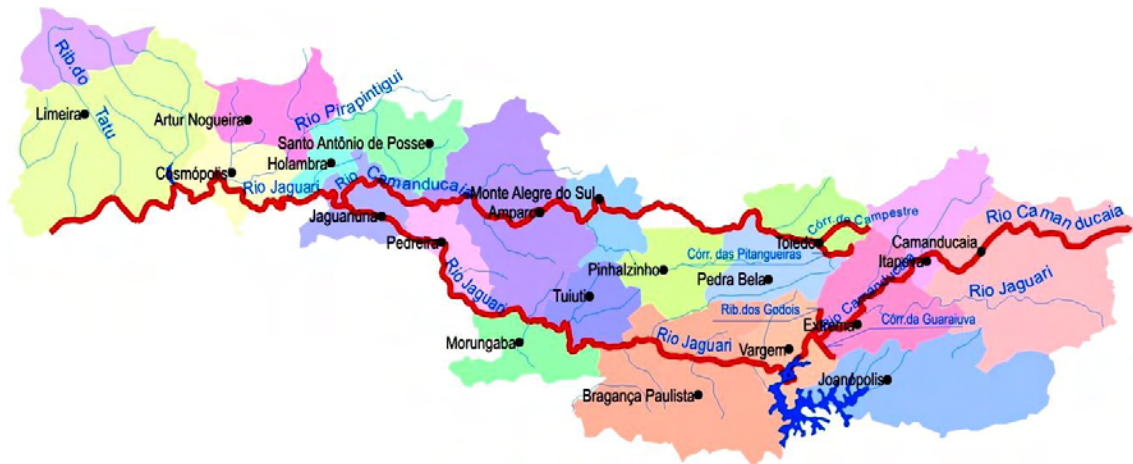 Rib.do
Tatu
Limeira
Artur Nogueira
Rio Pirapintigui
Santo Antônio de Posse
Holambra
Cosmópolis
Rio Jaguari
Rio Camanducaia
Monte Alegre do Sul
Amparo
Jaguariúna
Pedreira
Rio Jaguari
Tuiuti
Pinhalzinho
Córr. das Pitangueiras
Pedra Bela
Toledo
Córr. de Campestre
Rio Camanducaia
Camanducaia
Itapeva
Rio Camanducaia
Rio Jaguari
Rib.dos Godois
Extrema
Córr.da Guaraiuva
Morungaba
Rio Jaguari
Vargem
Bragança Paulista
Joanópolis